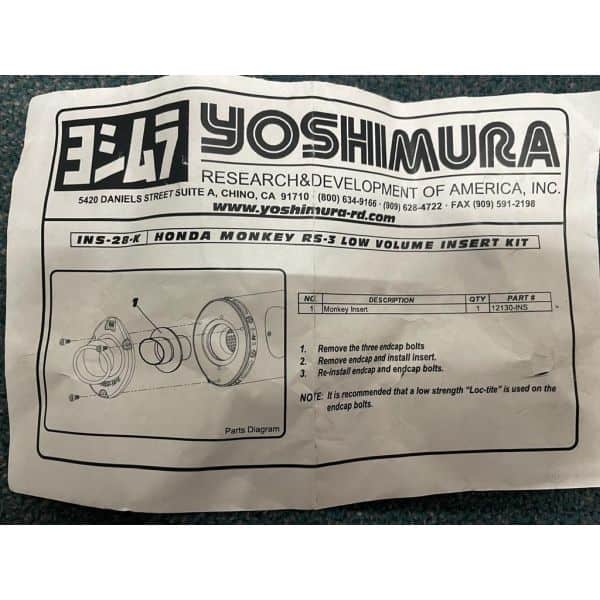 ヨシムラ YOSHIMURA
RESEARCH&DEVELOPMENT OF AMERICA, INC.
5420 DANIELS STREET SUITE A, CHINO, CA 91710 · (800) 634-9166 · (909) 628-4722 · FAX (909) 591-2198
www.yoshimura-rd.com
INS-28-K HONDA MONKEY RS-3 LOW VOLUME INSERT KIT
1
Parts Diagram
NO. DESCRIPTION QTY PART #
1 Monkey Insert 1 12130-INS
1. Remove the three endcap bolts
2. Remove endcap and install insert.
3. Re-install endcap and endcap bolts.
NOTE: It is recommended that a low strength "Loc-tite" is used on the
endcap bolts.